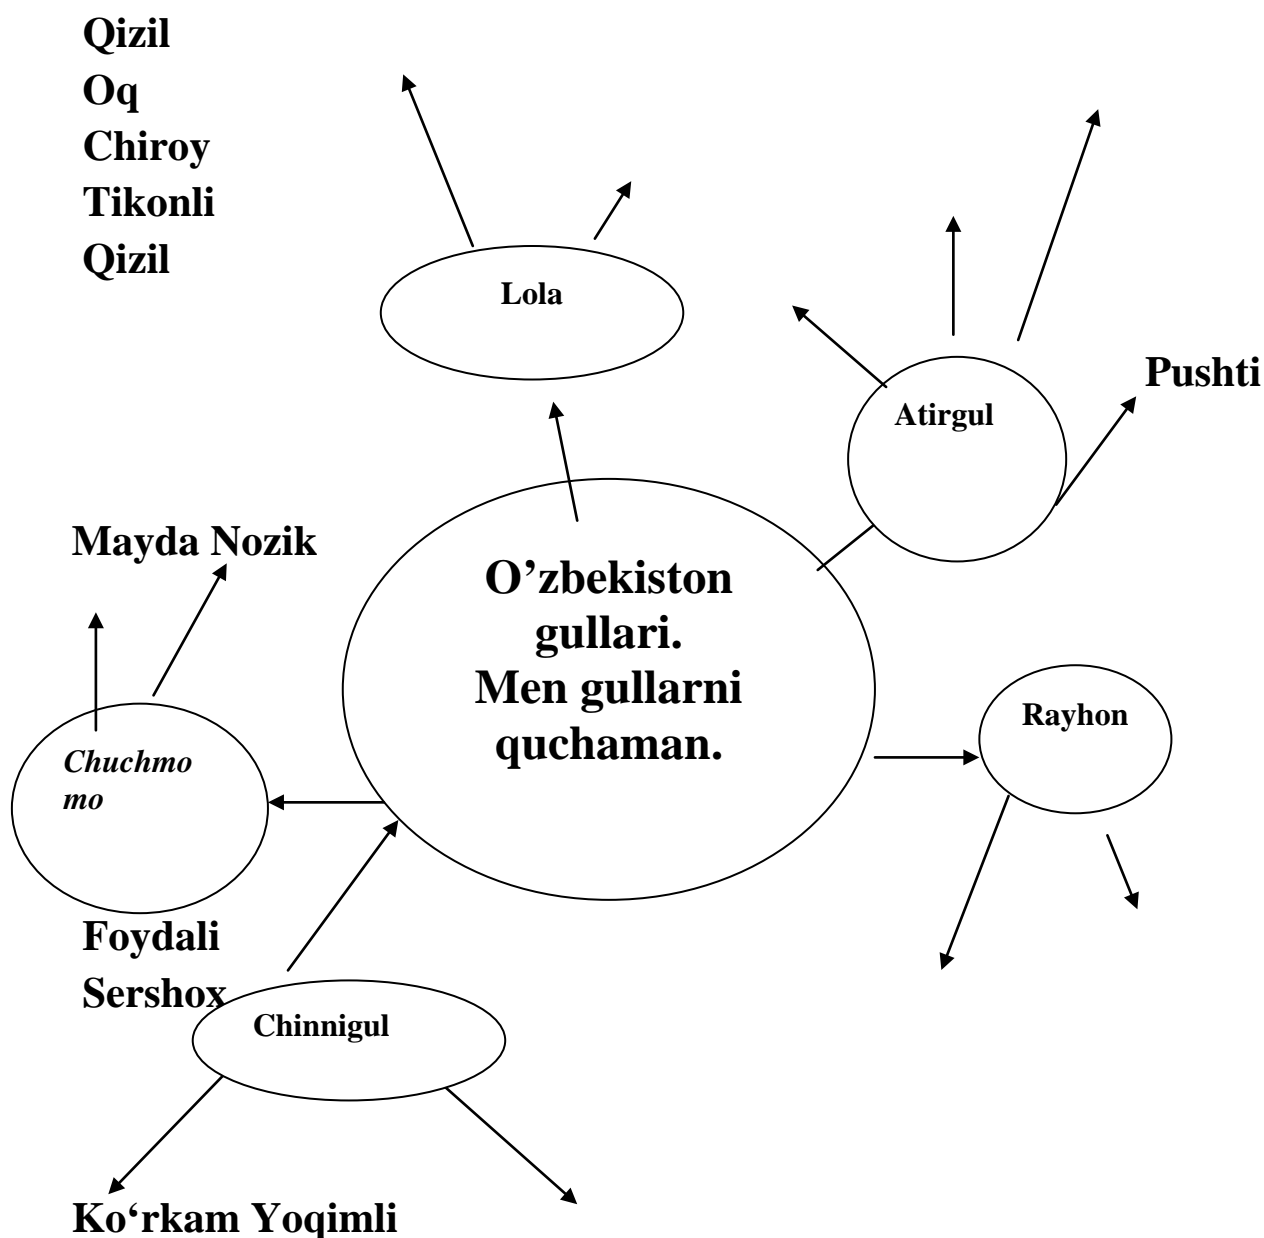 Qizil
Oq
Chiroy
Tikonli
Qizil
Lola
Pushti
Atirgul
Mayda Nozik
O’zbekiston
gullari.
Men gullarni
quchaman.
Rayhon
Chuchmo
mo
Foydali
Sershox
Chinnigul
Ko‘rkam Yoqimli